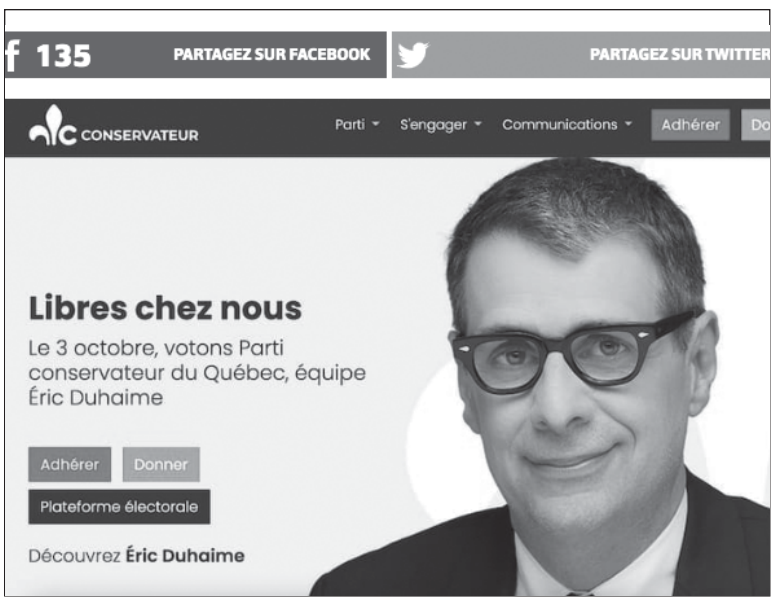 135 PARTAGEZ SUR FACEBOOK PARTAGEZ SUR TWITTER
CONSERVATEUR Parti S'engager Communications Adhérer Do
Libres chez nous
Le 3 octobre, votons Parti
conservateur du Québec, équipe
Éric Duhaime
Adhérer Donner
Plateforme électorale
Découvrez Éric Duhaime